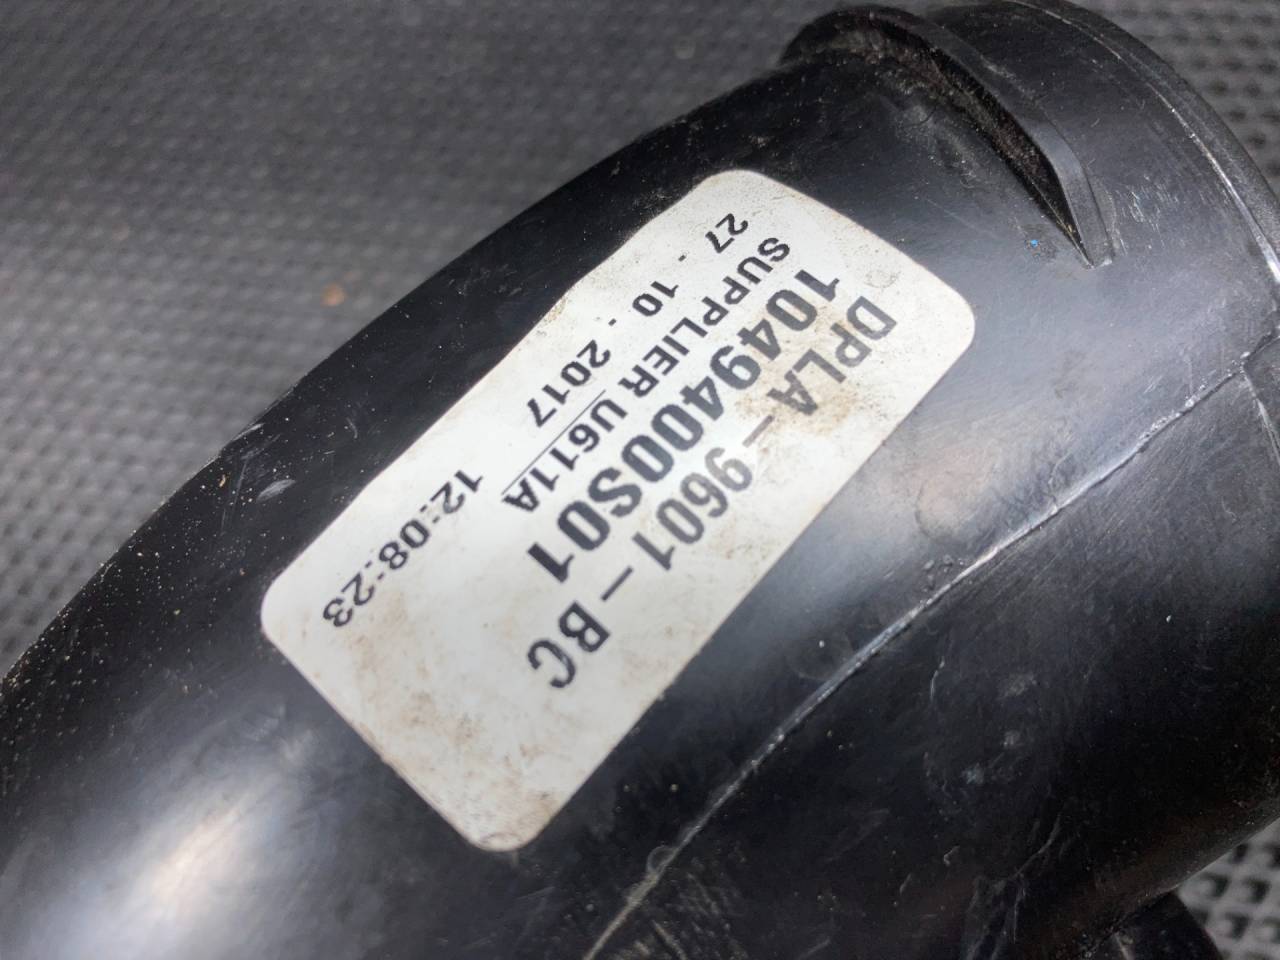 DPLA-9601-BC
1049400S01
SUPPLIER U611A
27 - 10 - 2017 12:08:23